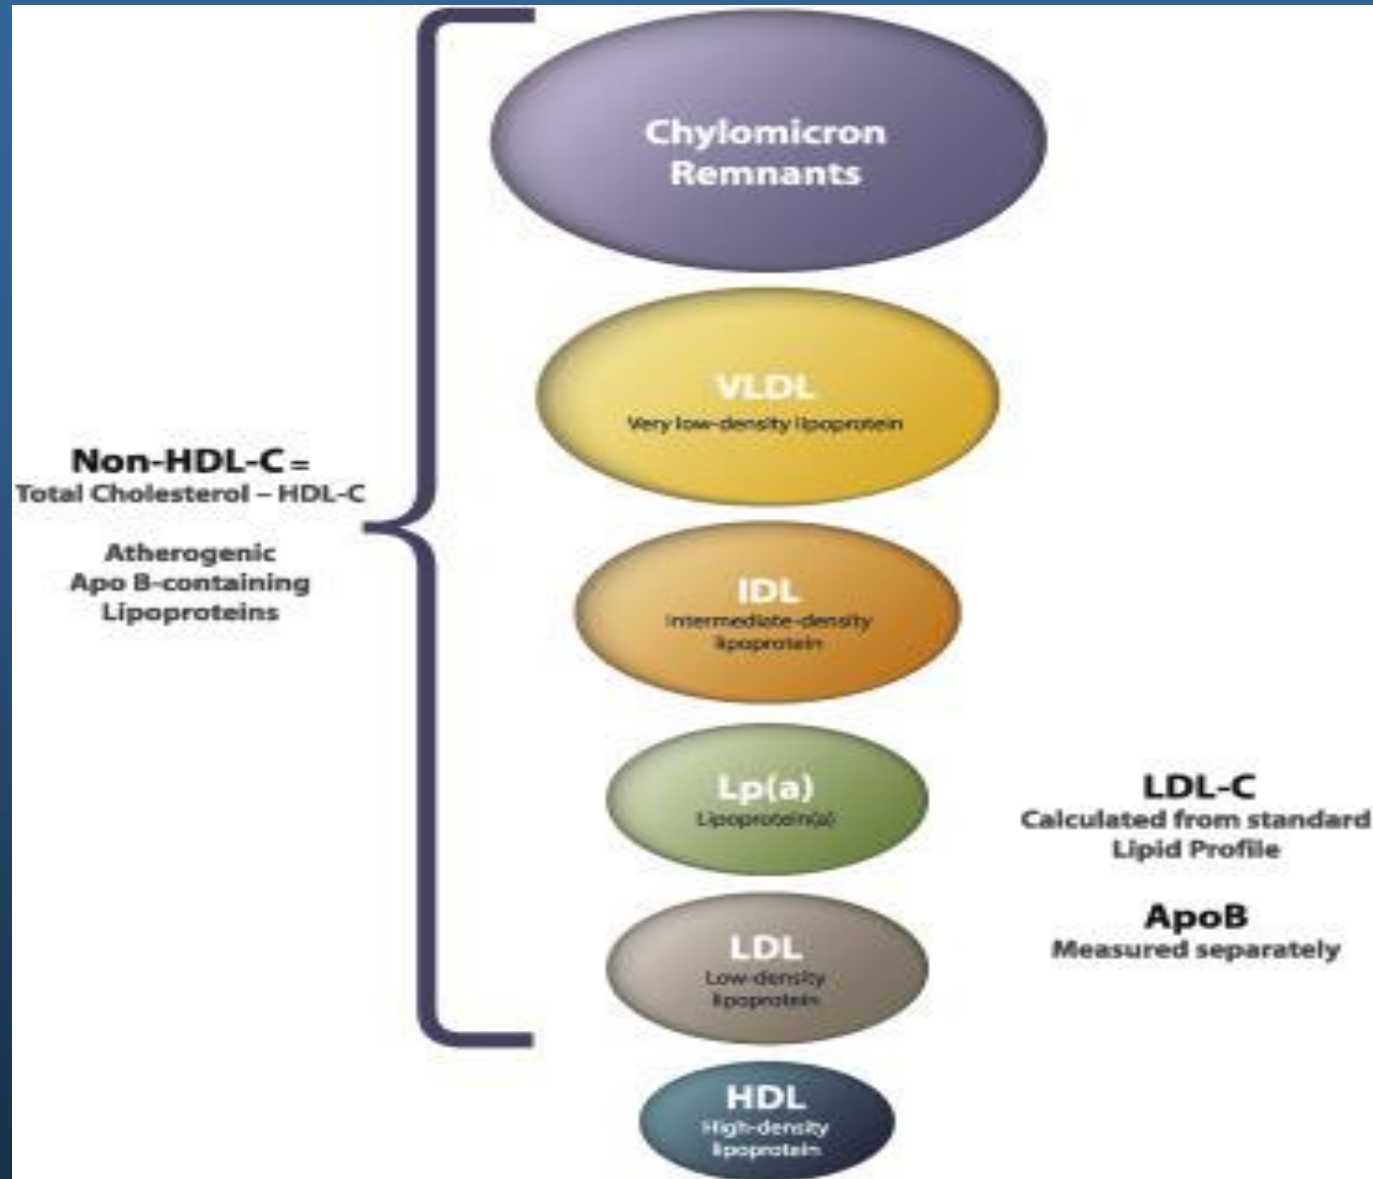 Chylomicron
Remnants
VLDL
Very low-density lipoprotein
Non-HDL-C =
Total Cholesterol – HDL-C
Atherogenic
Apo B-containing
Lipoproteins
IDL
Intermediate-density
lipoprotein
Lp(a)
Lipoprotein(a)
LDL-C
Calculated from standard
Lipid Profile
ApoB
Measured separately
LDL
Low-density
lipoprotein
HDL
High-density
lipoprotein